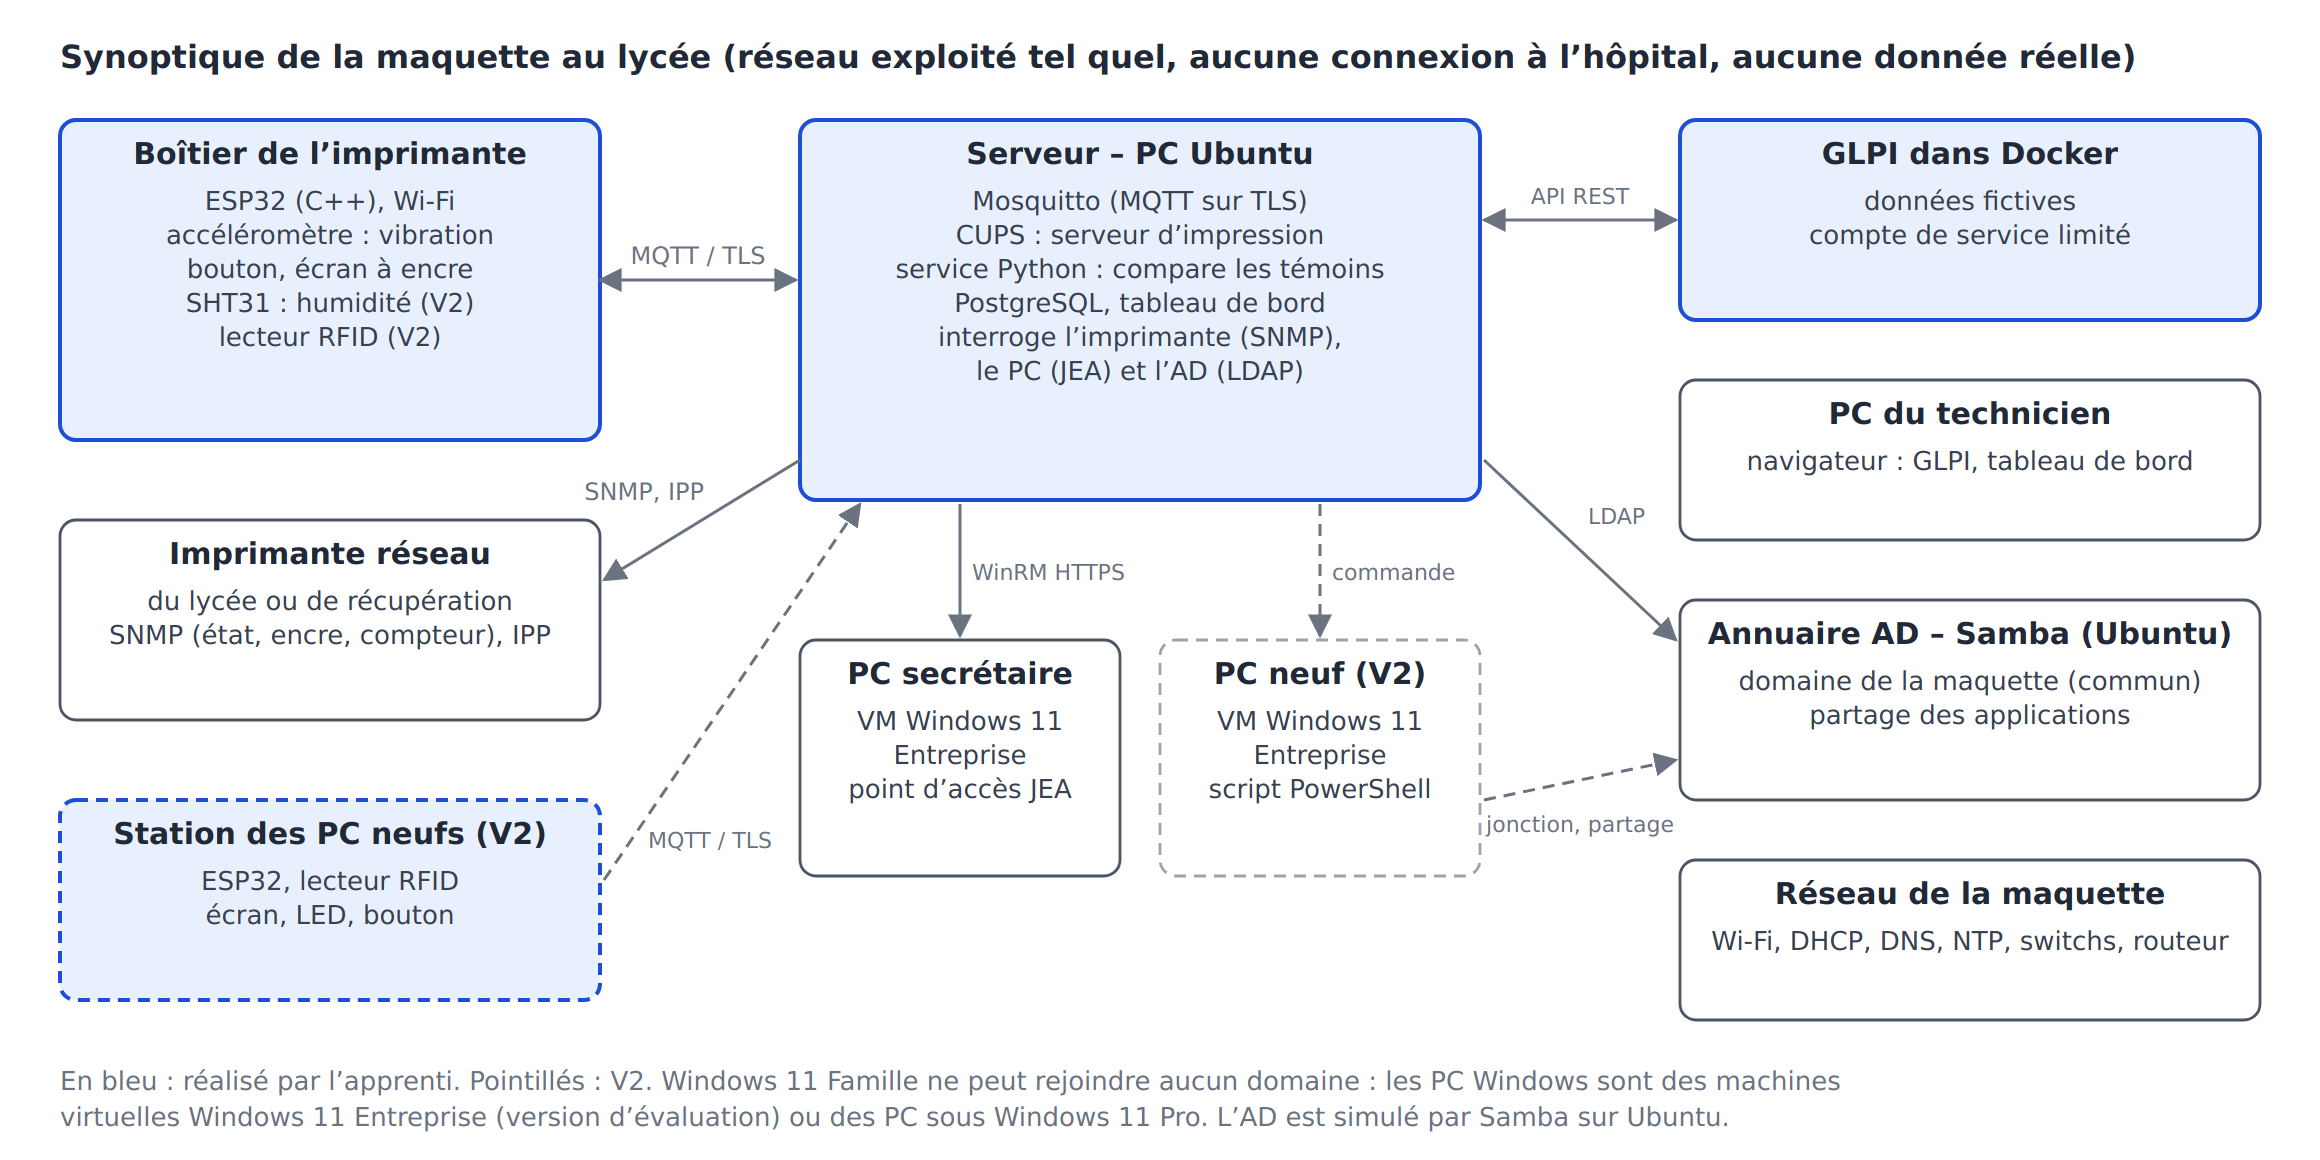 Synoptique de la maquette au lycée (réseau exploité tel quel, aucune connexion à l’hôpital, aucune donnée réelle)
Boîtier de l’imprimante
ESP32 (C++), Wi-Fi
accéléromètre : vibration
bouton, écran à encre
SHT31 : humidité (V2)
lecteur RFID (V2)
MQTT / TLS
Serveur – PC Ubuntu
Mosquitto (MQTT sur TLS)
CUPS : serveur d’impression
service Python : compare les témoins
PostgreSQL, tableau de bord
interroge l’imprimante (SNMP),
le PC (JEA) et l’AD (LDAP)
API REST
GLPI dans Docker
données fictives
compte de service limité
PC du technicien
navigateur : GLPI, tableau de bord
SNMP, IPP
LDAP
Imprimante réseau
du lycée ou de récupération
SNMP (état, encre, compteur), IPP
WinRM HTTPS
commande
Annuaire AD – Samba (Ubuntu)
domaine de la maquette (commun)
partage des applications
PC secrétaire
VM Windows 11
Entreprise
point d’accès JEA
PC neuf (V2)
VM Windows 11
Entreprise
script PowerShell
jonction, partage
Station des PC neufs (V2)
ESP32, lecteur RFID
écran, LED, bouton
MQTT / TLS
Réseau de la maquette
Wi-Fi, DHCP, DNS, NTP, switchs, routeur
En bleu : réalisé par l’apprenti. Pointillés : V2. Windows 11 Famille ne peut rejoindre aucun domaine : les PC Windows sont des machines
virtuelles Windows 11 Entreprise (version d’évaluation) ou des PC sous Windows 11 Pro. L’AD est simulé par Samba sur Ubuntu.